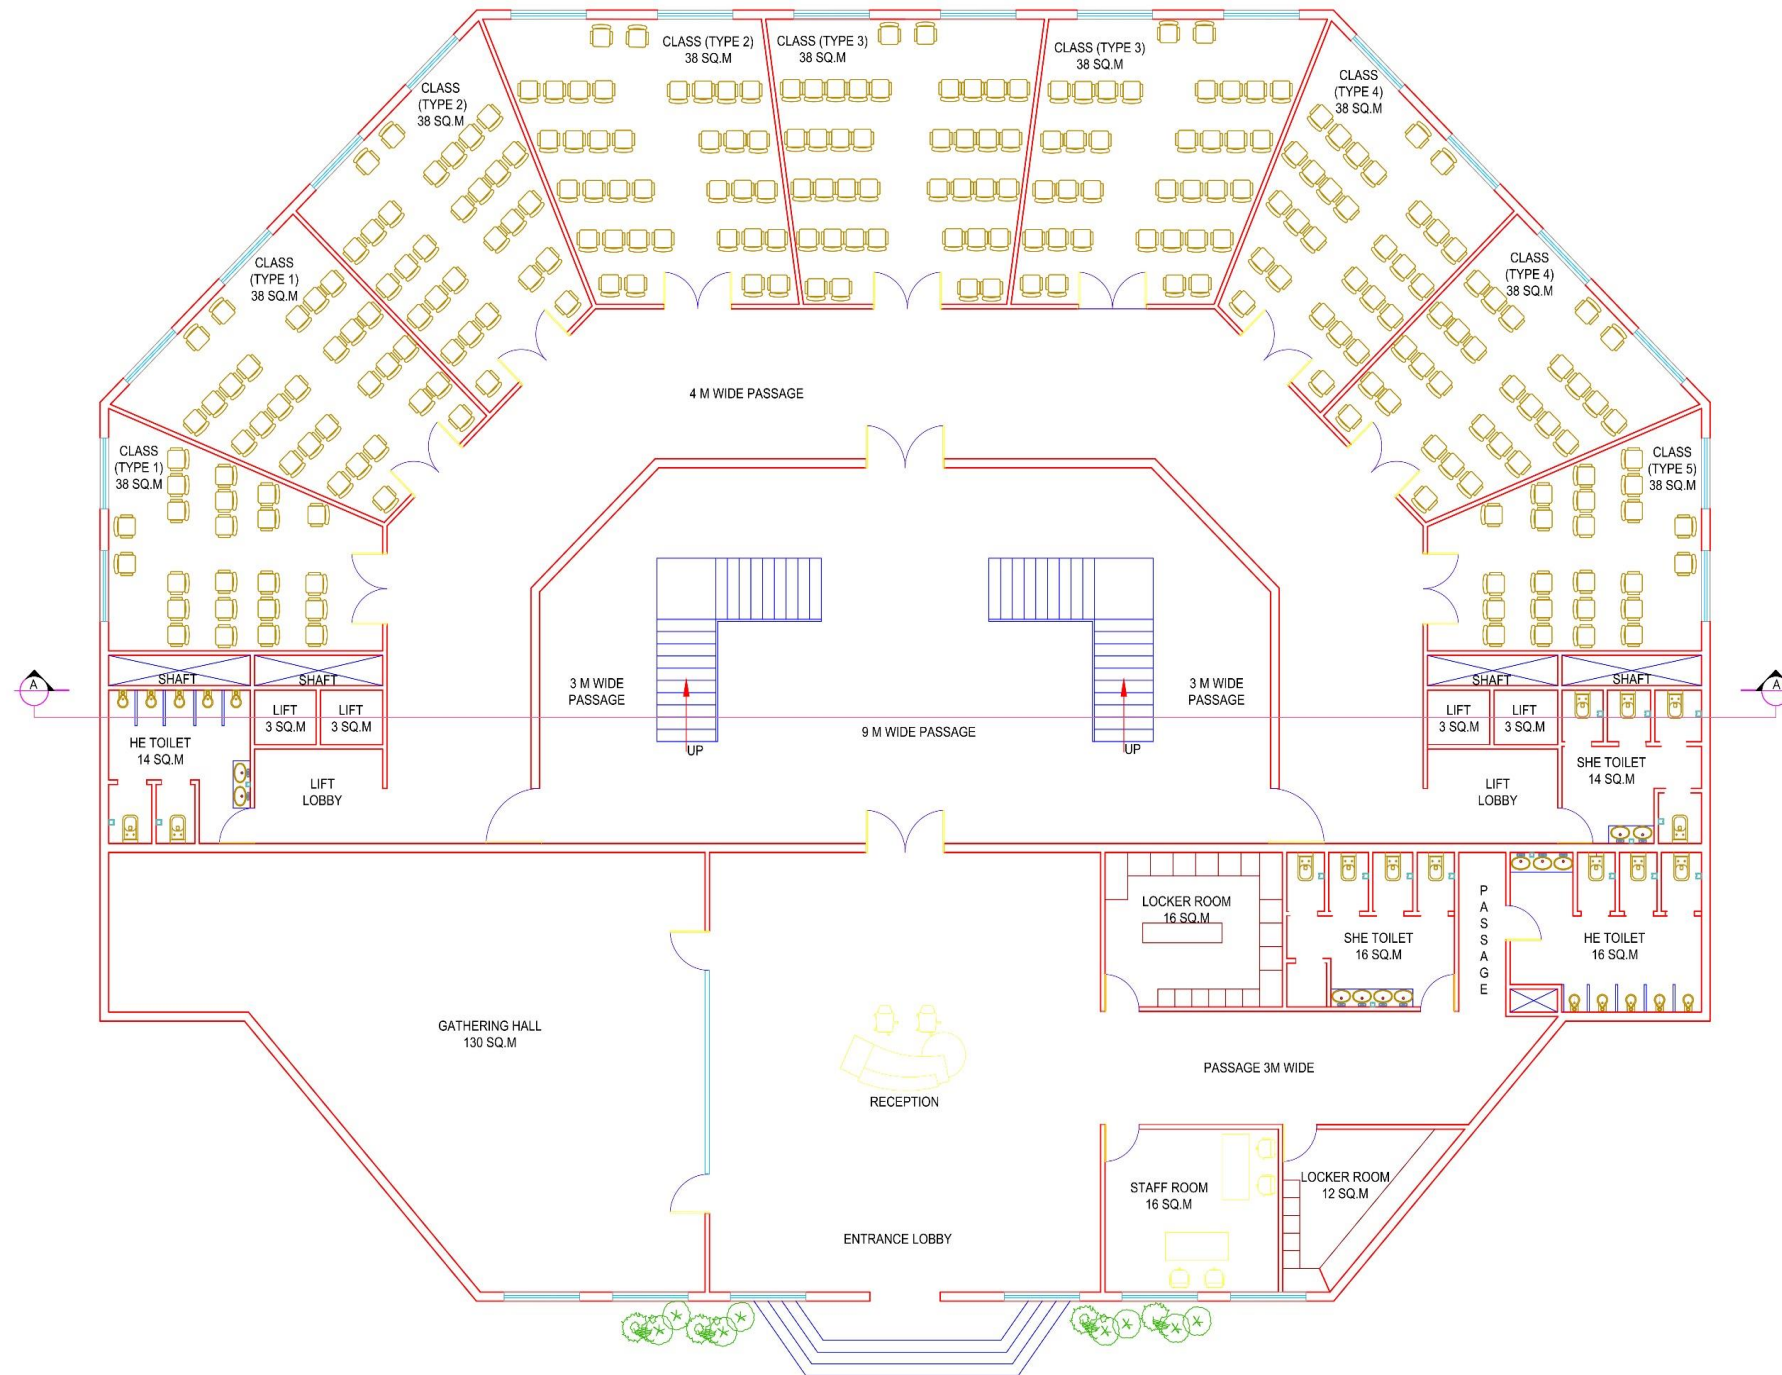 CLASS (TYPE 2)
38 SQ.M
CLASS (TYPE 3)
38 SQ.M
CLASS (TYPE 3)
38 SQ.M
CLASS
(TYPE 2)
38 SQ.M
CLASS
(TYPE 4)
38 SQ.M
CLASS
(TYPE 1)
38 SQ.M
CLASS
(TYPE 4)
38 SQ.M
4 M WIDE PASSAGE
CLASS
(TYPE 1)
38 SQ.M
CLASS
(TYPE 5)
38 SQ.M
SHAFT
SHAFT
SHAFT
SHAFT
A
A
3 M WIDE
PASSAGE
3 M WIDE
PASSAGE
LIFT
3 SQ.M
LIFT
3 SQ.M
LIFT
3 SQ.M
LIFT
3 SQ.M
HE TOILET
14 SQ.M
9 M WIDE PASSAGE
UP
UP
SHE TOILET
14 SQ.M
LIFT
LOBBY
LIFT
LOBBY
LOCKER ROOM
16 SQ.M
SHE TOILET
16 SQ.M
PASSAGE
HE TOILET
16 SQ.M
GATHERING HALL
130 SQ.M
PASSAGE 3M WIDE
RECEPTION
STAFF ROOM
16 SQ.M
LOCKER ROOM
12 SQ.M
ENTRANCE LOBBY